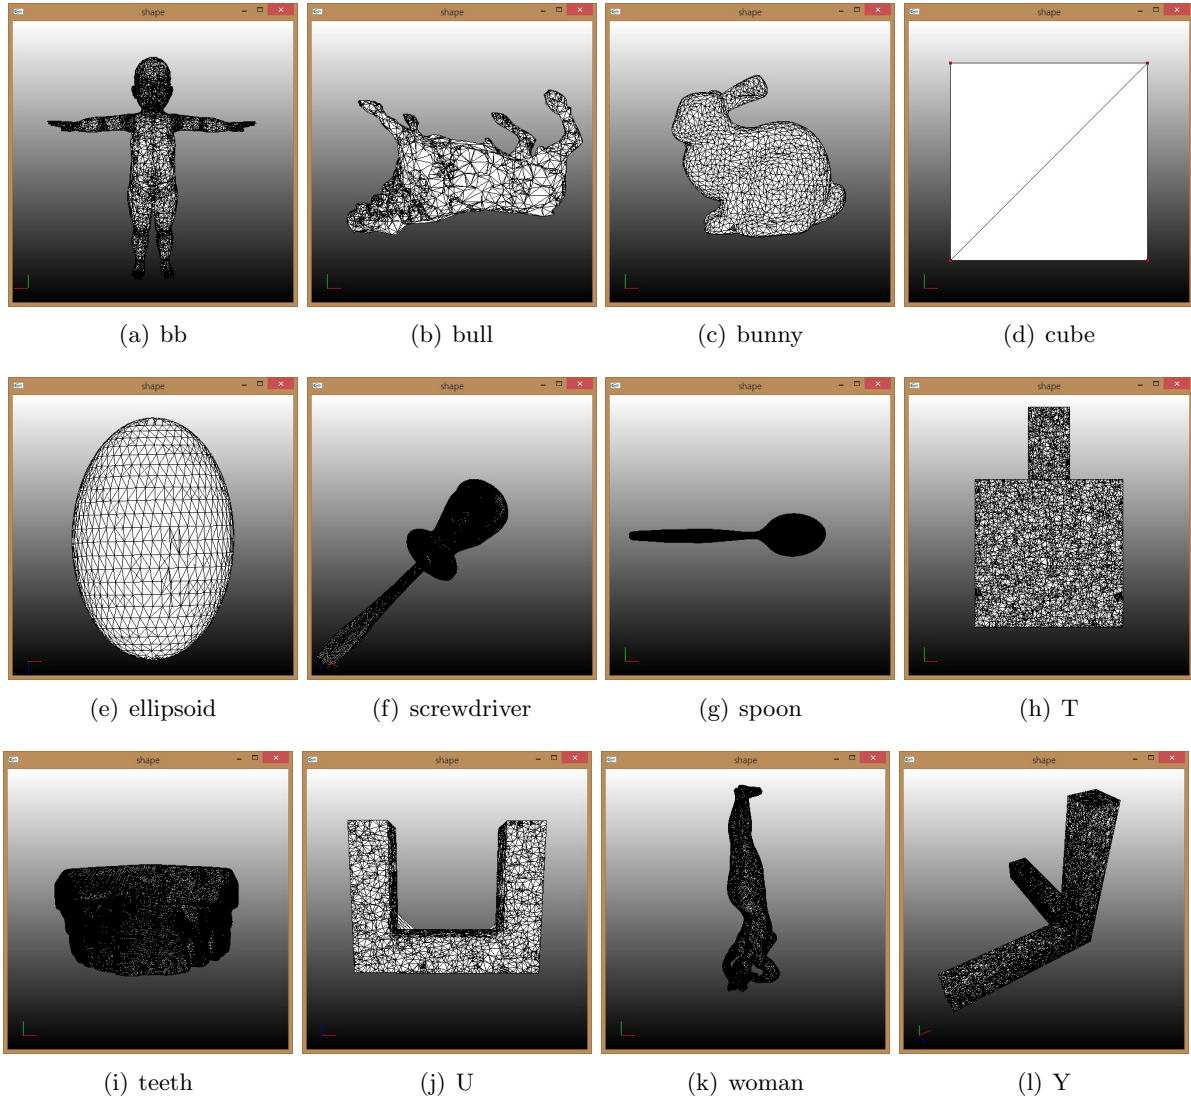 shape
shape
shape
shape
(a) bb
(b) bull
(c) bunny
(d) cube
shape
shape
shape
shape
(e) ellipsoid
(f) screwdriver
(g) spoon
(h) T
shape
shape
shape
shape
(i) teeth
(j) U
(k) woman
(l) Y